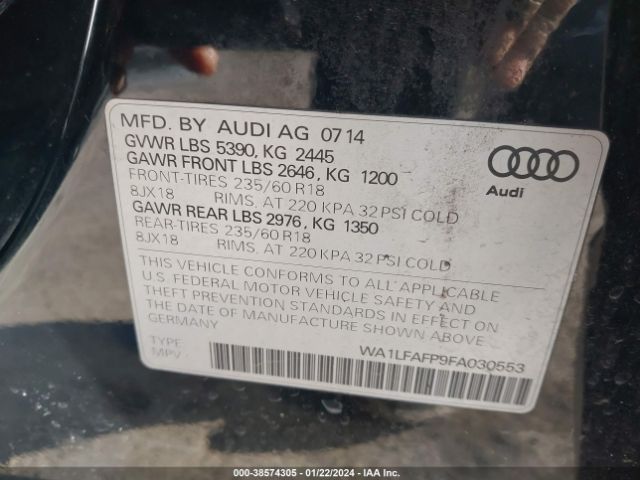 MFD. BY AUDI AG 07 14
GVWR LBS 5390, KG 2445
GAWR FRONT LBS 2646, KG 1200
FRONT-TIRES 235/60 R18
8JX18 RIMS, AT 220 KPA 32 PSI COLD
GAWR REAR LBS 2976, KG 1350
REAR-TIRES 235/60 R18
8JX18 RIMS, AT 220 KPA 32 PSI COLD
Audi
THIS VEHICLE CONFORMS TO ALL APPLICABLE
U.S. FEDERAL MOTOR VEHICLE SAFETY AND
THEFT PREVENTION STANDARDS IN EFFECT ON
THE DATE OF MANUFACTURE SHOWN ABOVE
GERMANY
TYPE
MPV
WA1LFAFP9FA030553
000-38574305 - 01/22/2024 - IAA Inc.